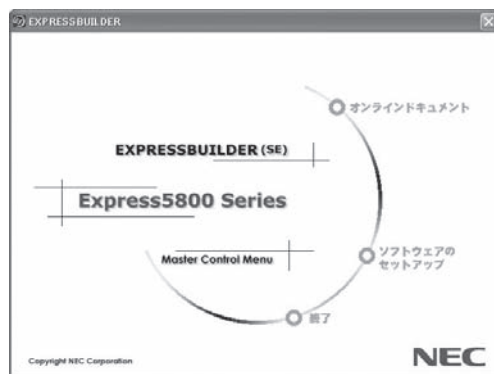 EXPRESSBUILDER
オンラインドキュメント
EXPRESSBUILDER (SE)
Express5800 Series
ソフトウェアの
セットアップ
Master Control Menu
終了
Copyright NEC Corporation
NEC